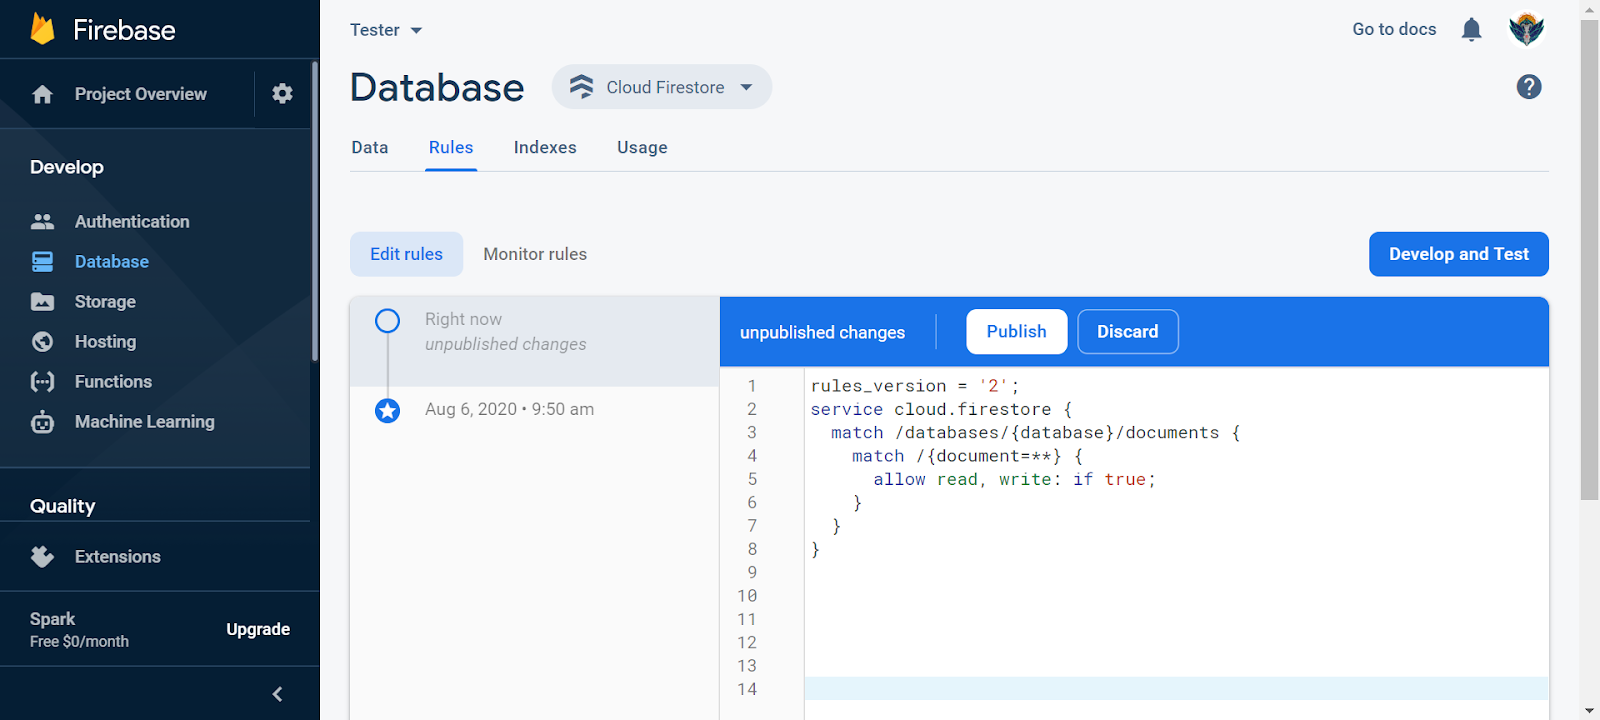 Firebase
Project Overview
Develop
Authentication
Database
Storage
Hosting
Functions
Machine Learning
Quality
Extensions
Spark
Free $0/month
Upgrade
Tester
Go to docs
Database
Cloud Firestore
Data Rules Indexes Usage
Edit rules
Monitor rules
Develop and Test
Right now
unpublished changes
Aug 6, 2020 • 9:50 am
unpublished changes
Publish
Discard
1 rules_version = '2';
2 service cloud.firestore {
3   match /databases/{database}/documents {
4     match /{document=**} {
5       allow read, write: if true;
6     }
7   }
8 }
9
10
11
12
13
14